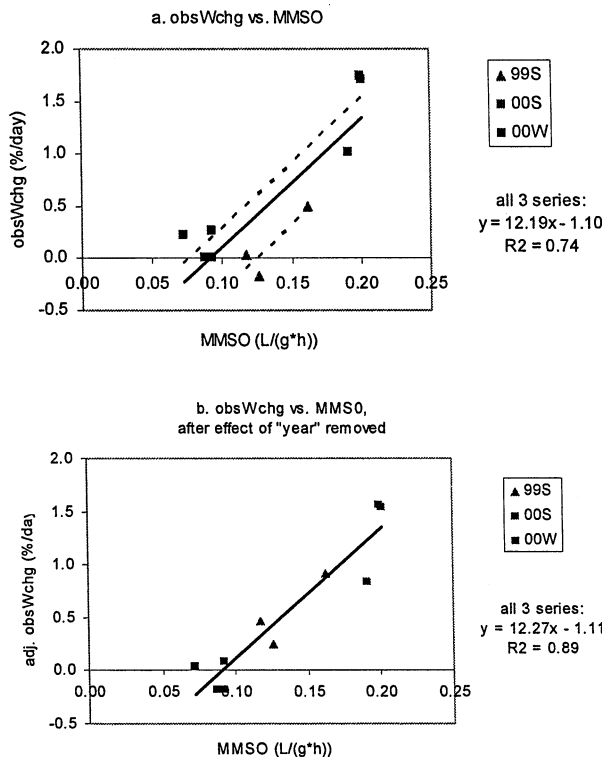 a. obsWchg vs. MMSO
2.0
1.5
1.0
0.5
0.0
-0.5
0.00
0.05
0.10
0.15
0.20
0.25
obsWchg (%/day)
MMSO (L/(g*h))
99S
00S
00W
all 3 series:
y = 12.19x - 1.10
R2 = 0.74
b. obsWchg vs. MMS0,
after effect of "year" removed
2.0
1.5
1.0
0.5
0.0
-0.5
0.00
0.05
0.10
0.15
0.20
0.25
adj. obsWchg (%/da)
MMSO (L/(g*h))
99S
00S
00W
all 3 series:
y = 12.27x - 1.11
R2 = 0.89